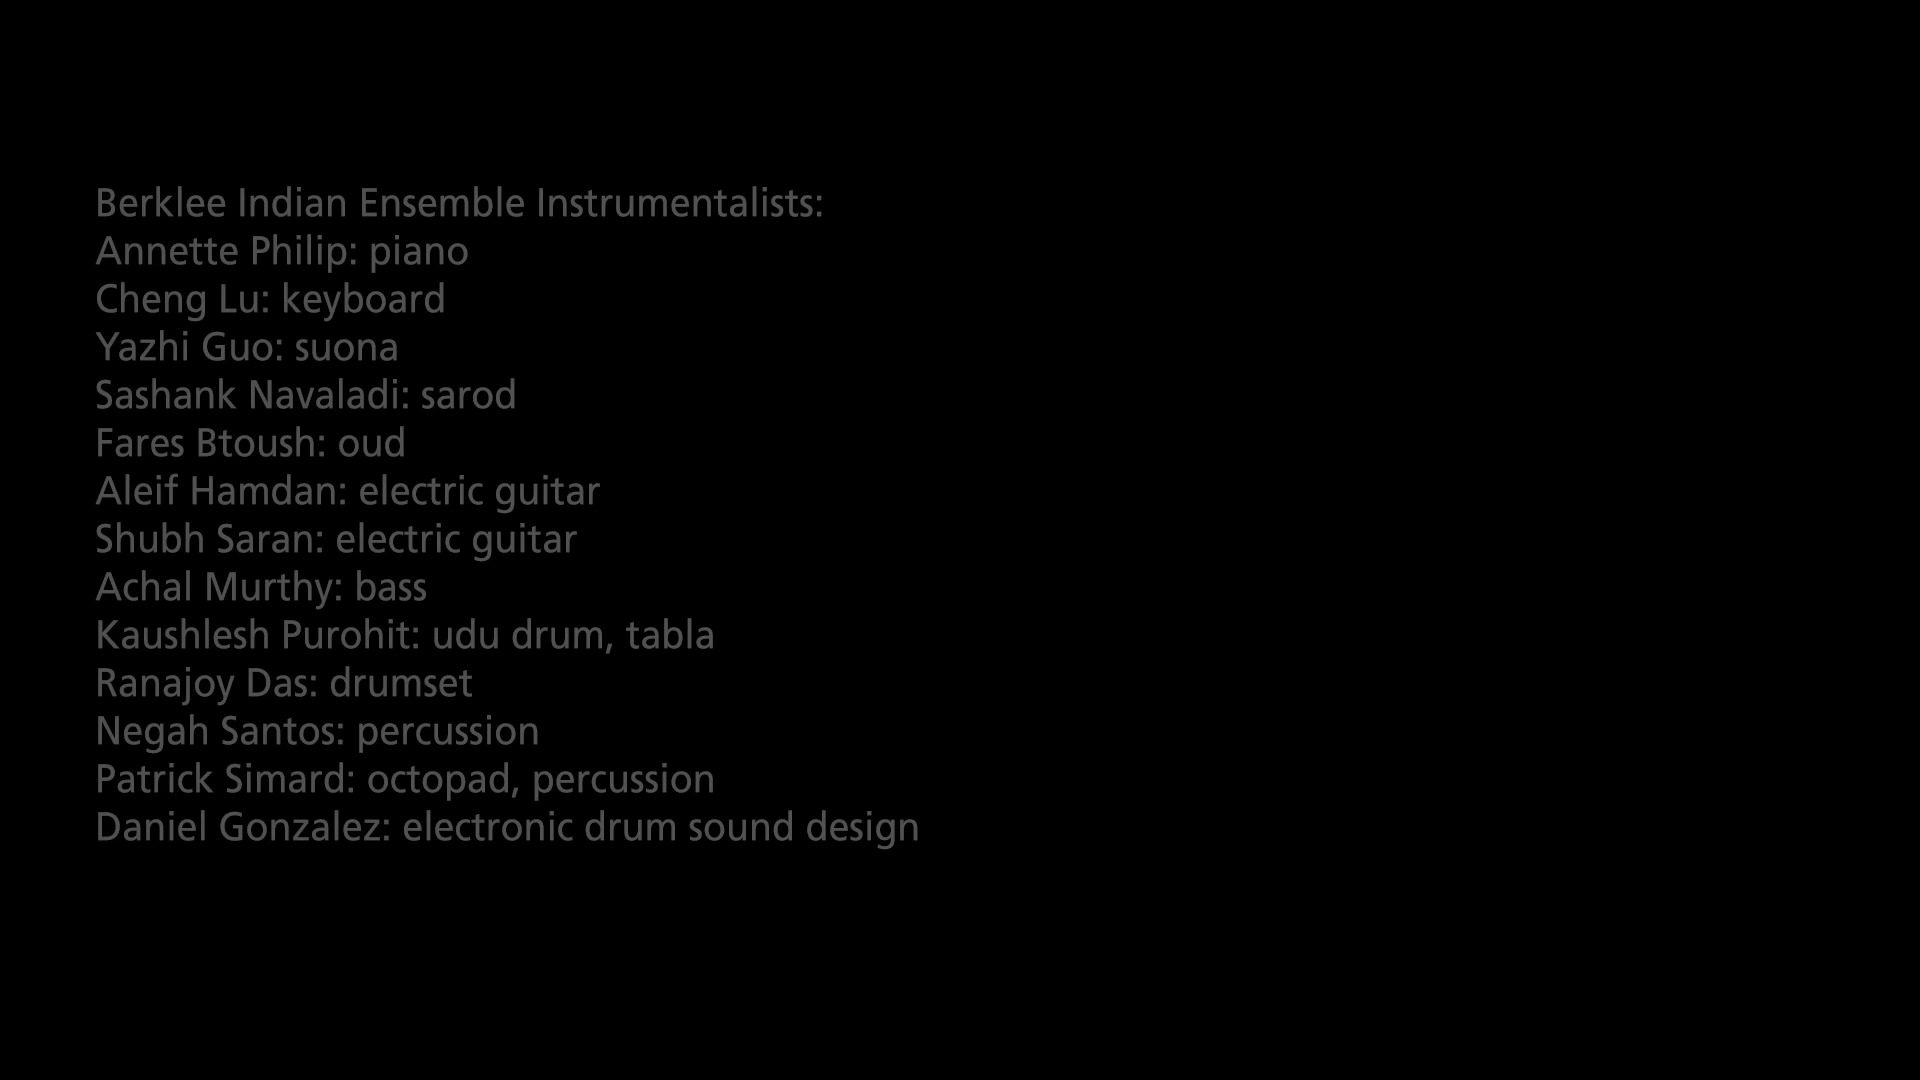 Berklee Indian Ensemble Instrumentalists:
Annette Philip: piano
Cheng Lu: keyboard
Yazhi Guo: suona
Sashank Navaladi: sarod
Fares Btoush: oud
Aleif Hamdan: electric guitar
Shubh Saran: electric guitar
Achal Murthy: bass
Kaushlesh Purohit: udu drum, tabla
Ranajoy Das: drumset
Negah Santos: percussion
Patrick Simard: octopad, percussion
Daniel Gonzalez: electronic drum sound design